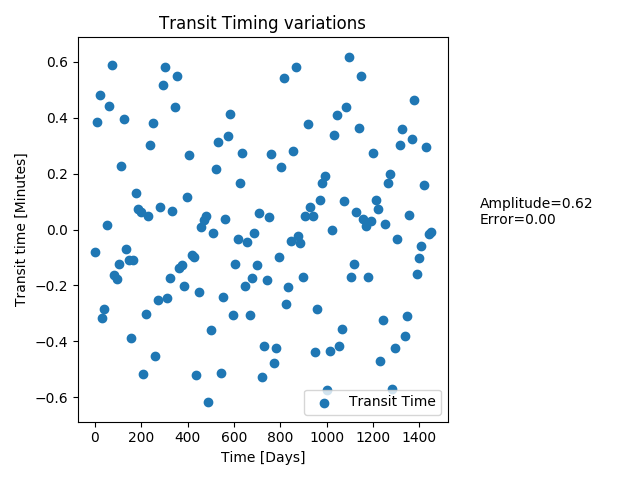 Transit Timing variations
0.6
0.4
0.2
0.0
−0.2
−0.4
−0.6
Transit time [Minutes]
Amplitude=0.62
Error=0.00
Transit Time
0 200 400 600 800 1000 1200 1400
Time [Days]